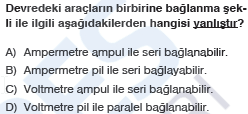 Devredeki araçların birbirine bağlanma şek-
li ile ilgili aşağıdakilerden hangisi yanlıştır?
A) Ampermetre ampul ile seri bağlanabilir.
B) Ampermetre pil ile seri bağlayabilir.
C) Voltmetre ampul ile seri bağlanabilir.
D) Voltmetre pil ile paralel bağlanabilir.